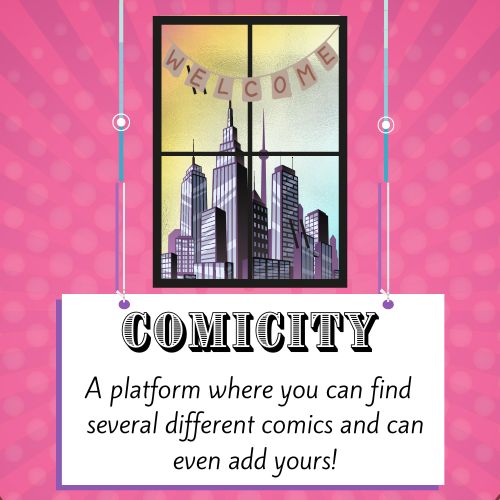 WELCOME
COMICITY
A platform where you can find
several different comics and can
even add yours!